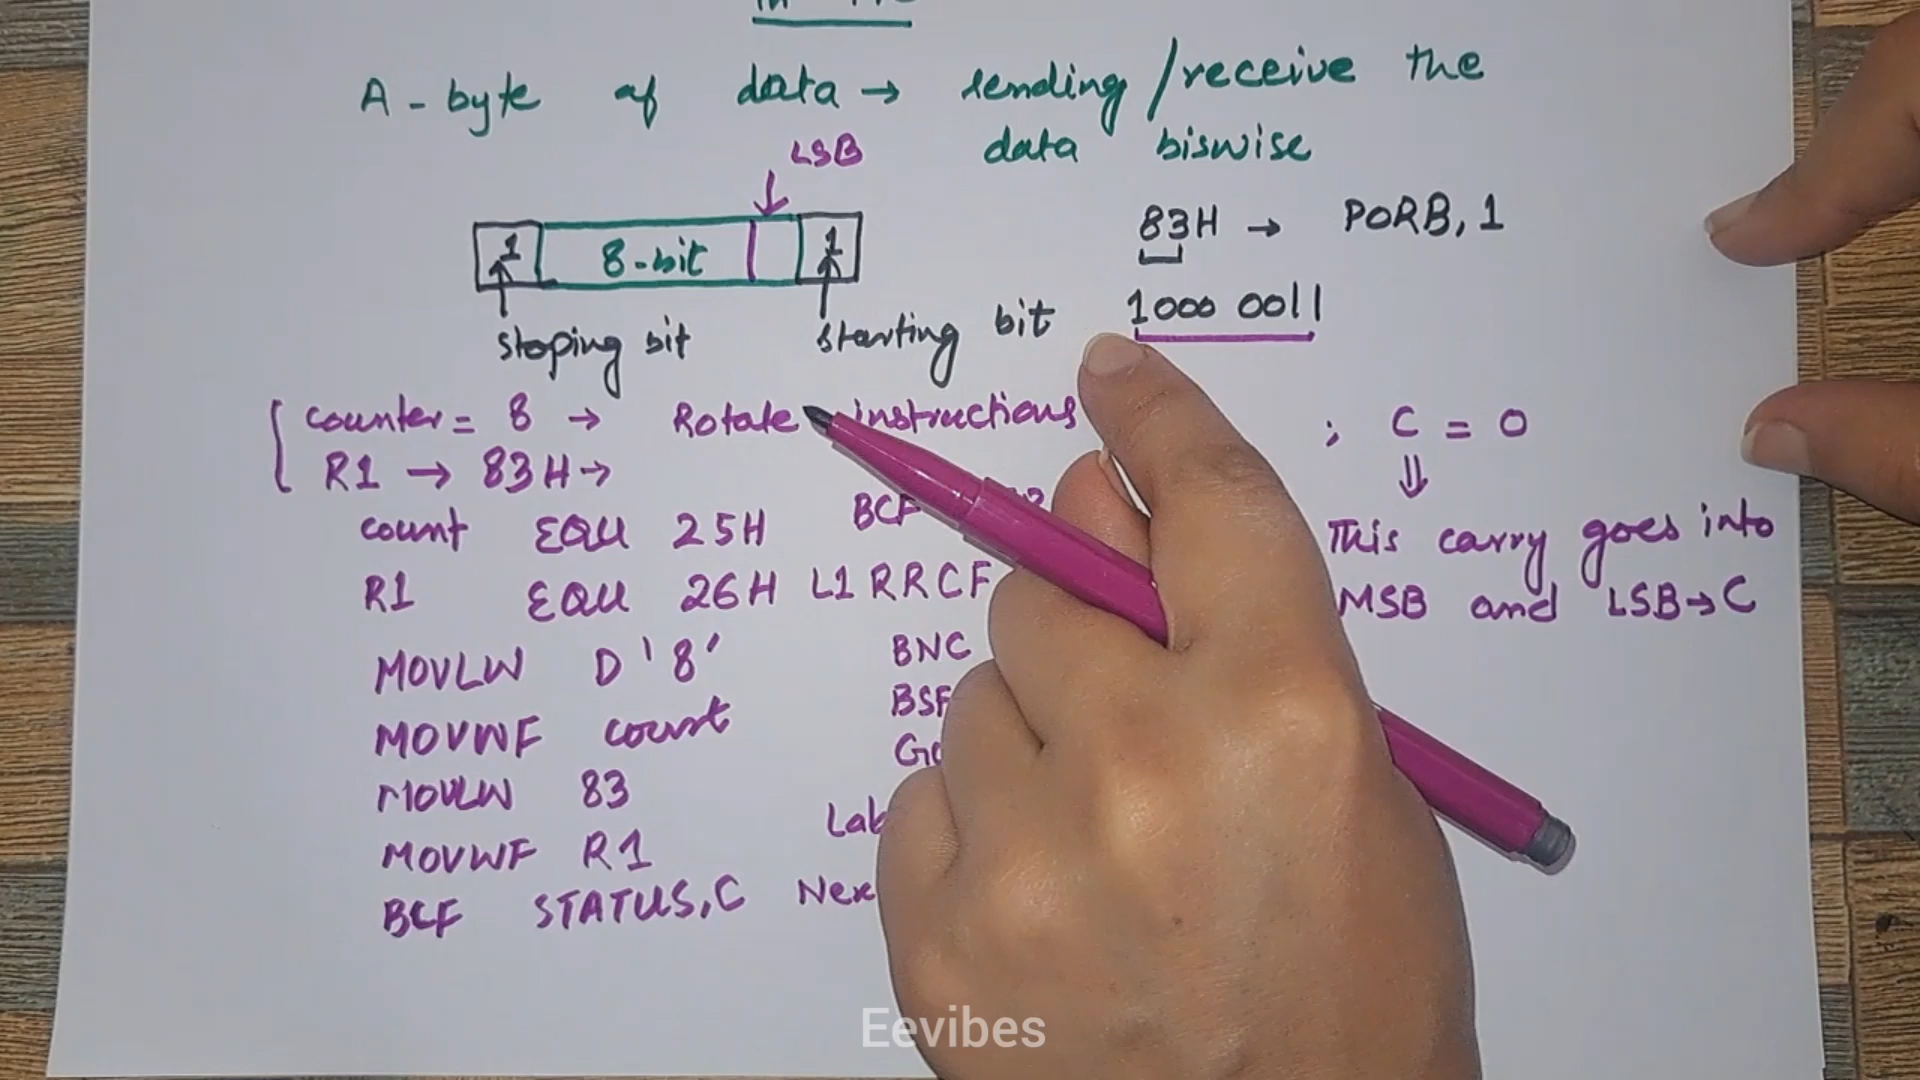 A-byte of data → sending/receive the
data biswise
LSB
1 8-bit 1
stoping bit
starting bit
83H → PORB,1
1000 0011
counter = 8 → Rotate instructions
R1 → 83H →
count EQU 25H
R1 EQU 26H
MOVLW D'8'
MOVWF count
MOVLW 83
MOVWF R1
BCF STATUS,C
BCF
L1 RRCF
BNC
BSF
; C = 0
This carry goes into
MSB and LSB→C
Eevibes